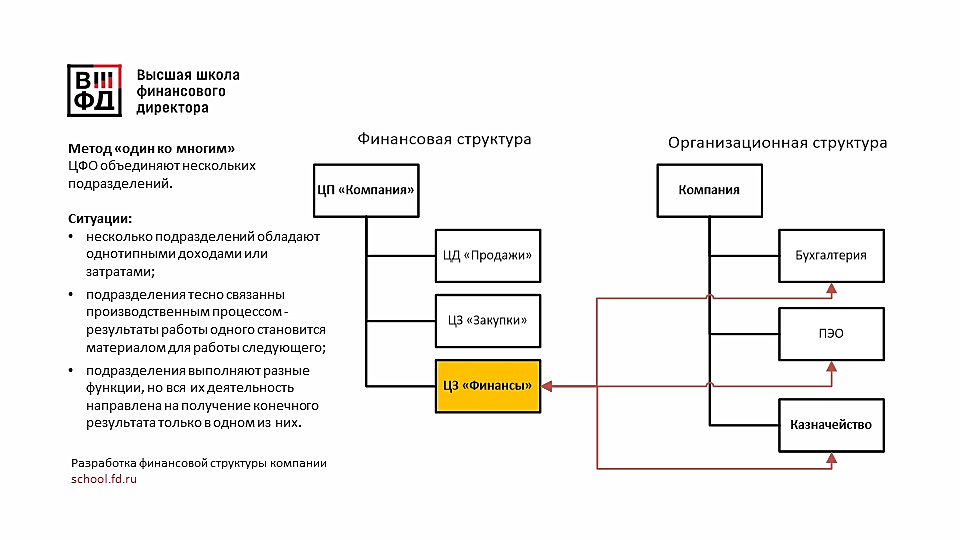 ВШ
ФД
Высшая школа
финансового
директора
Метод «один ко многим»
ЦФО объединяют нескольких
подразделений.
Ситуации:
• несколько подразделений обладают
однотипными доходами или
затратами;
• подразделения тесно связанны
производственным процессом -
результаты работы одного становится
материалом для работы следующего;
• подразделения выполняют разные
функции, но вся их деятельность
направлена на получение конечного
результата только в одном из них.
Разработка финансовой структуры компании
school.fd.ru
Финансовая структура
ЦП «Компания»
ЦД «Продажи»
ЦЗ «Закупки»
ЦЗ «Финансы»
Организационная структура
Компания
Бухгалтерия
ПЭО
Казначейство